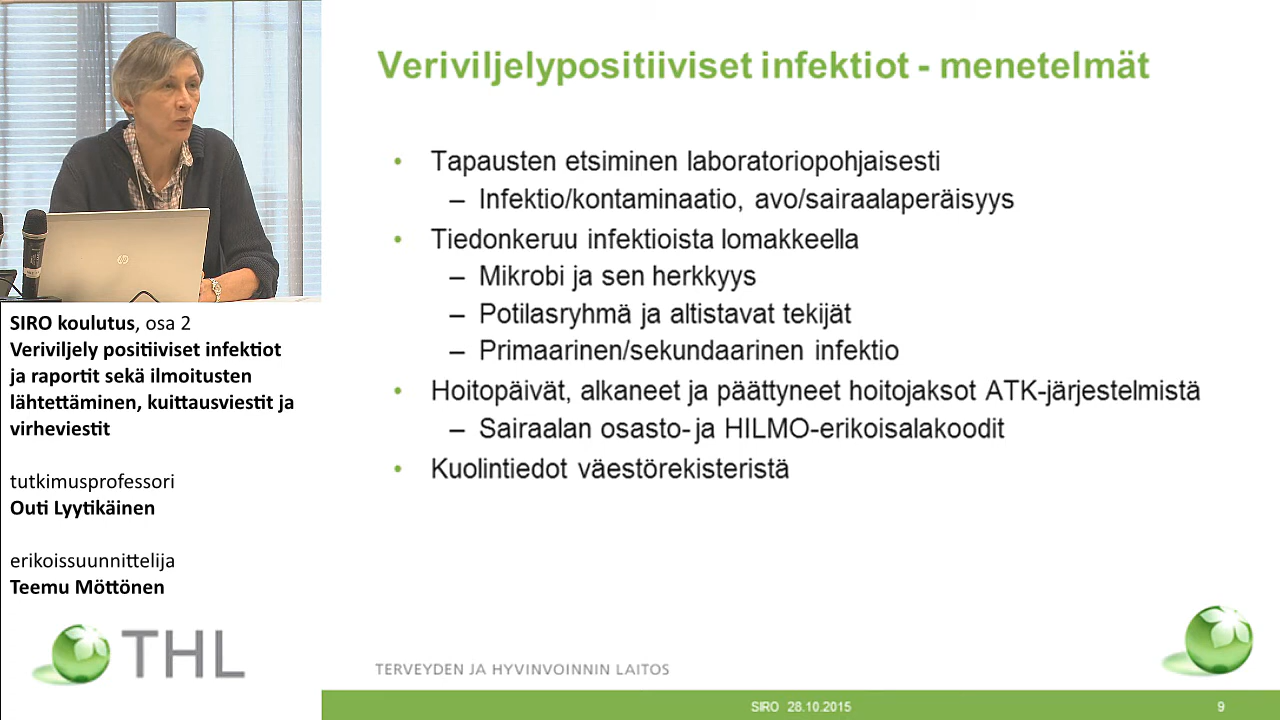 Veriviljelypositiiviset infektiot - menetelmät
• Tapausten etsiminen laboratoriopohjaisesti
– Infektio/kontaminaatio, avo/sairaalaperäisyys
• Tiedonkeruu infektioista lomakkeella
– Mikrobi ja sen herkkyys
– Potilasryhmä ja altistavat tekijät
– Primaarinen/sekundaarinen infektio
• Hoitopäivät, alkaneet ja päättyneet hoitojaksot ATK-järjestelmistä
– Sairaalan osasto- ja HILMO-erikoisalakoodit
• Kuolintiedot väestörekisteristä
hp
SIRO koulutus, osa 2
Veriviljely positiiviset infektiot
ja raportit sekä ilmoitusten
lähtettäminen, kuittausviestit ja
virheviestit
tutkimusprofessori
Outi Lyytikäinen
erikoissuunnittelija
Teemu Möttönen
THL
TERVEYDEN JA HYVINVOINNIN LAITOS
SIRO 28.10.2015
9